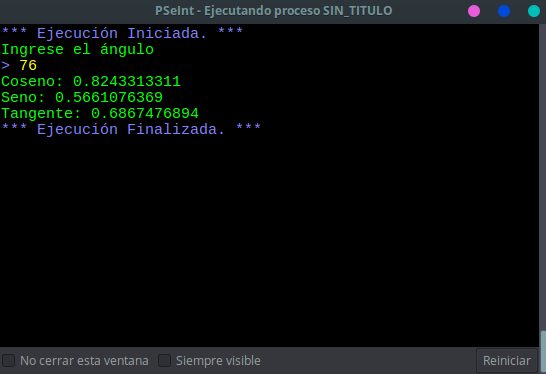 PSeInt - Ejecutando proceso SIN_TITULO
*** Ejecución Iniciada. ***
Ingrese el ángulo
> 76
Coseno: 0.8243313311
Seno: 0.5661076369
Tangente: 0.6867476894
*** Ejecución Finalizada. ***
No cerrar esta ventana Siempre visible Reiniciar